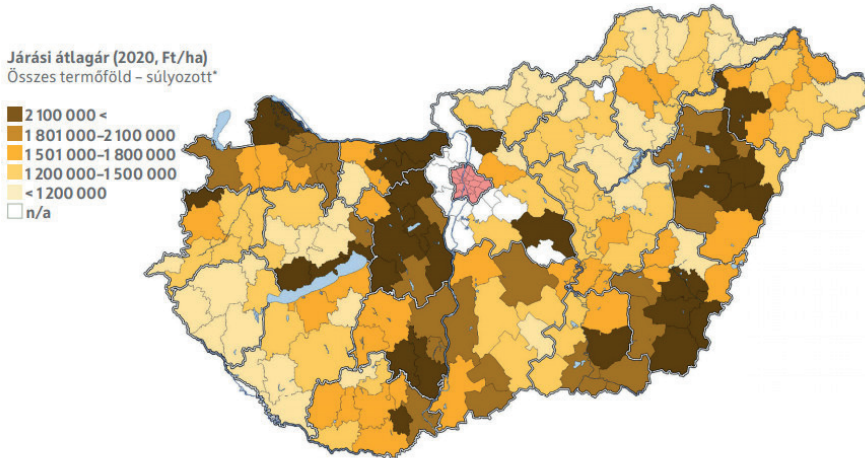 Járási átlagár (2020, Ft/ha)
Összes termőföld – súlyozott*
2 100 000 <
1 801 000–2 100 000
1 501 000–1 800 000
1 200 000–1 500 000
< 1 200 000
n/a